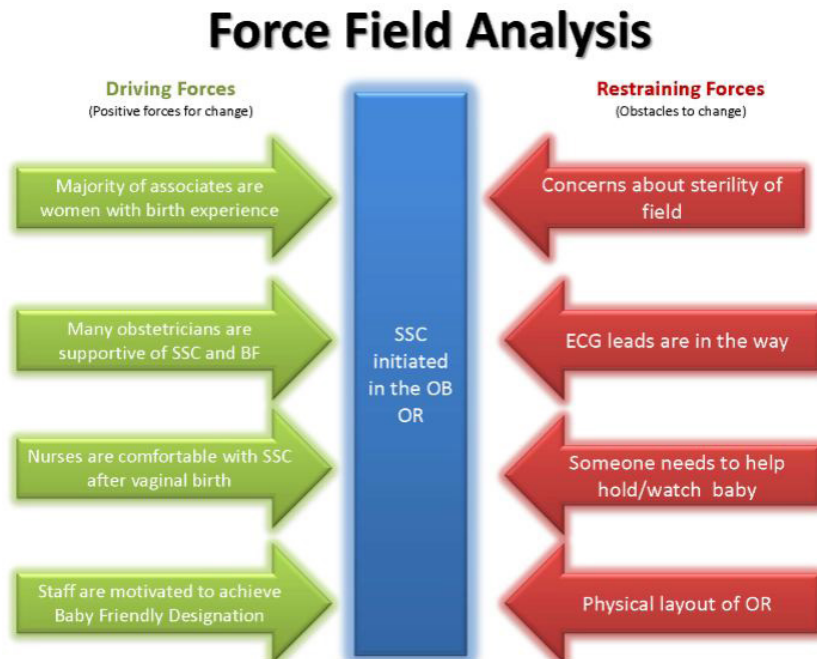 Force Field Analysis
Driving Forces
(Positive forces for change)
Restraining Forces
(Obstacles to change)
Majority of associates are
women with birth experience
Many obstetricians are
supportive of SSC and BF
Nurses are comfortable with SSC
after vaginal birth
Staff are motivated to achieve
Baby Friendly Designation
SSC
initiated
in the OB
OR
Concerns about sterility of
field
ECG leads are in the way
Someone needs to help
hold/watch baby
Physical layout of OR